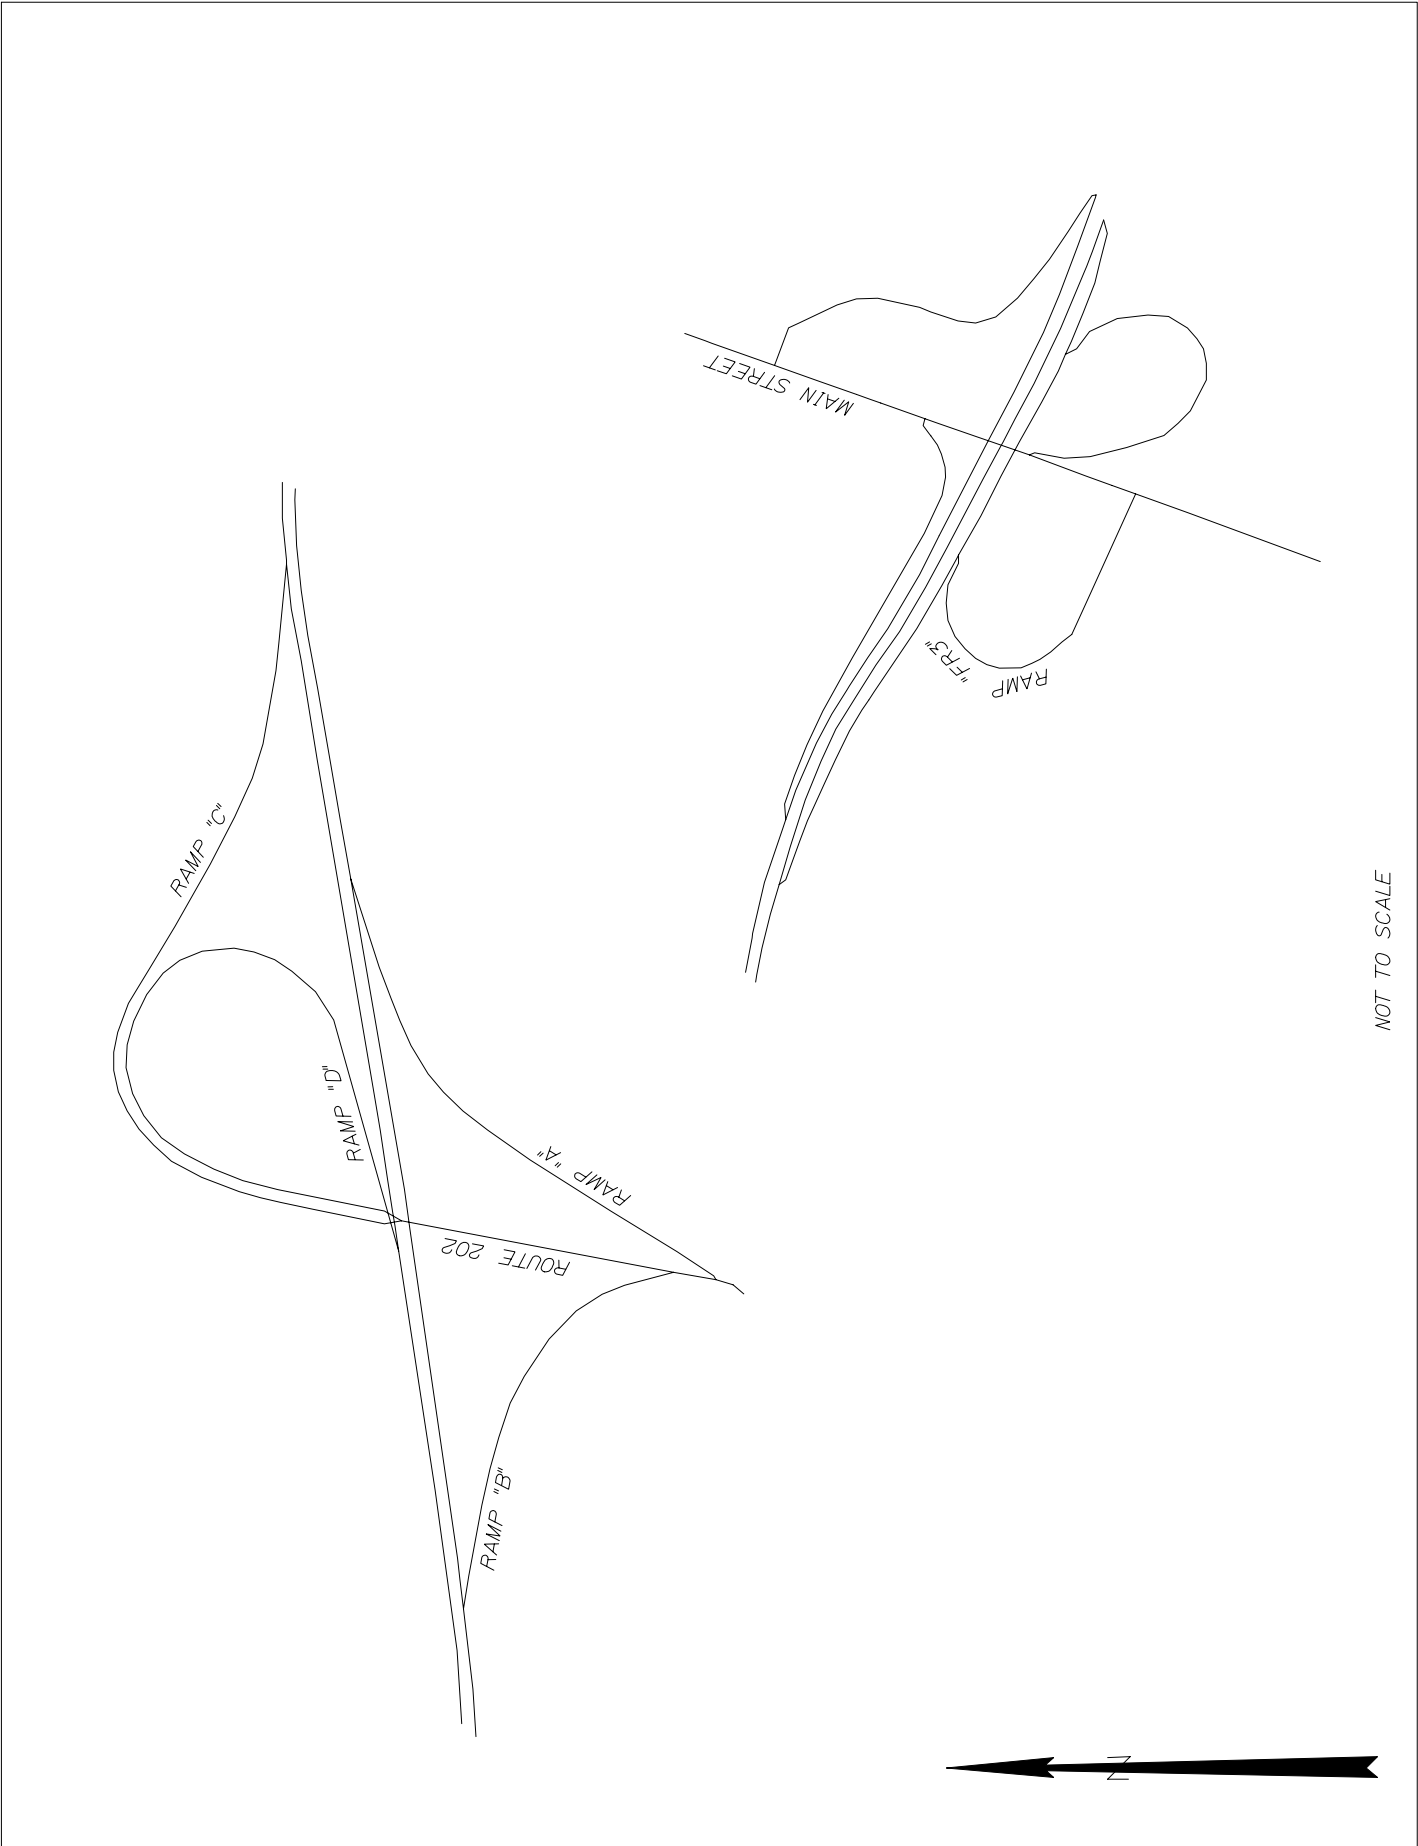 MAIN STREET
RAMP "FR3"
RAMP "C"
RAMP "D"
RAMP "A"
ROUTE 202
RAMP "B"
NOT TO SCALE
N